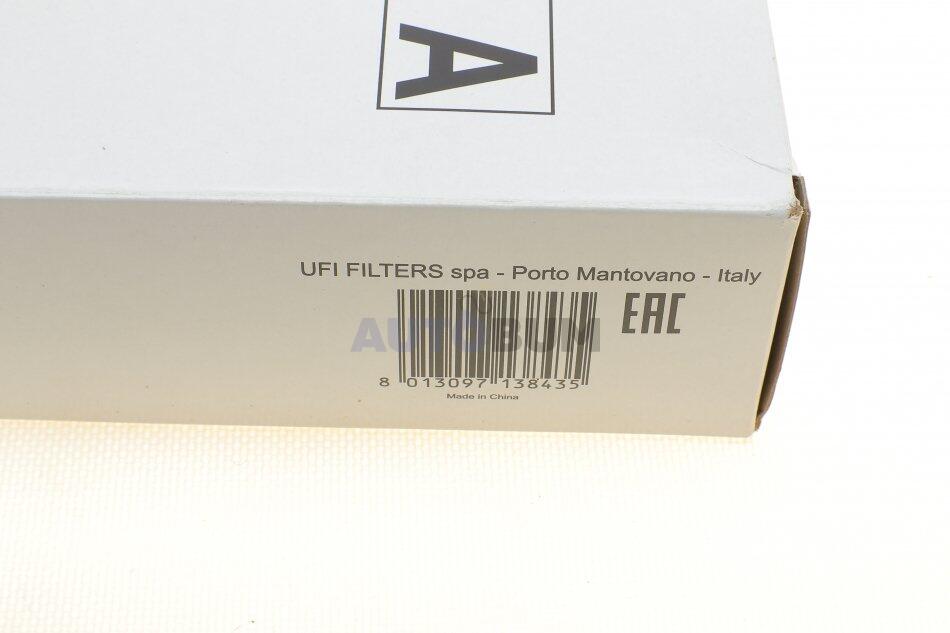 A
UFI FILTERS spa - Porto Mantovano - Italy
EAC
AUTOBUM
8 013097 138435
Made in China